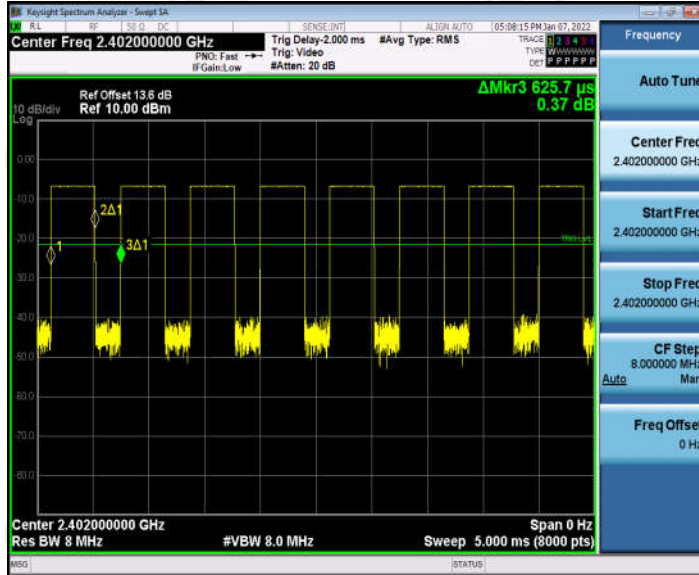 Keysight Spectrum Analyzer - Swept SA
RL RF 50 Ω DC SENSE:INT ALIGN AUTO 05:08:15 PM Jan 07, 2022
Center Freq 2.402000000 GHz
PNO: Fast
IFGain:Low
Trig Delay-2.000 ms
Trig: Video
#Atten: 20 dB
#Avg Type: RMS
TRACE 1 2 3 4 5 6
TYPE WWWWWWW
DET P P P P P P
Ref Offset 13.6 dB
10 dB/div Ref 10.00 dBm
Log
ΔMkr3 625.7 µs
0.37 dB
0.00
-10.0
2Δ1
-20.0
1
3Δ1
-30.0
-40.0
-50.0
-60.0
-70.0
-80.0
Center 2.402000000 GHz Span 0 Hz
Res BW 8 MHz #VBW 8.0 MHz Sweep 5.000 ms (8000 pts)
MSG STATUS
Frequency
Auto Tune
Center Freq
2.402000000 GHz
Start Freq
2.402000000 GHz
Stop Freq
2.402000000 GHz
CF Step
8.000000 MHz
Auto Man
Freq Offset
0 Hz